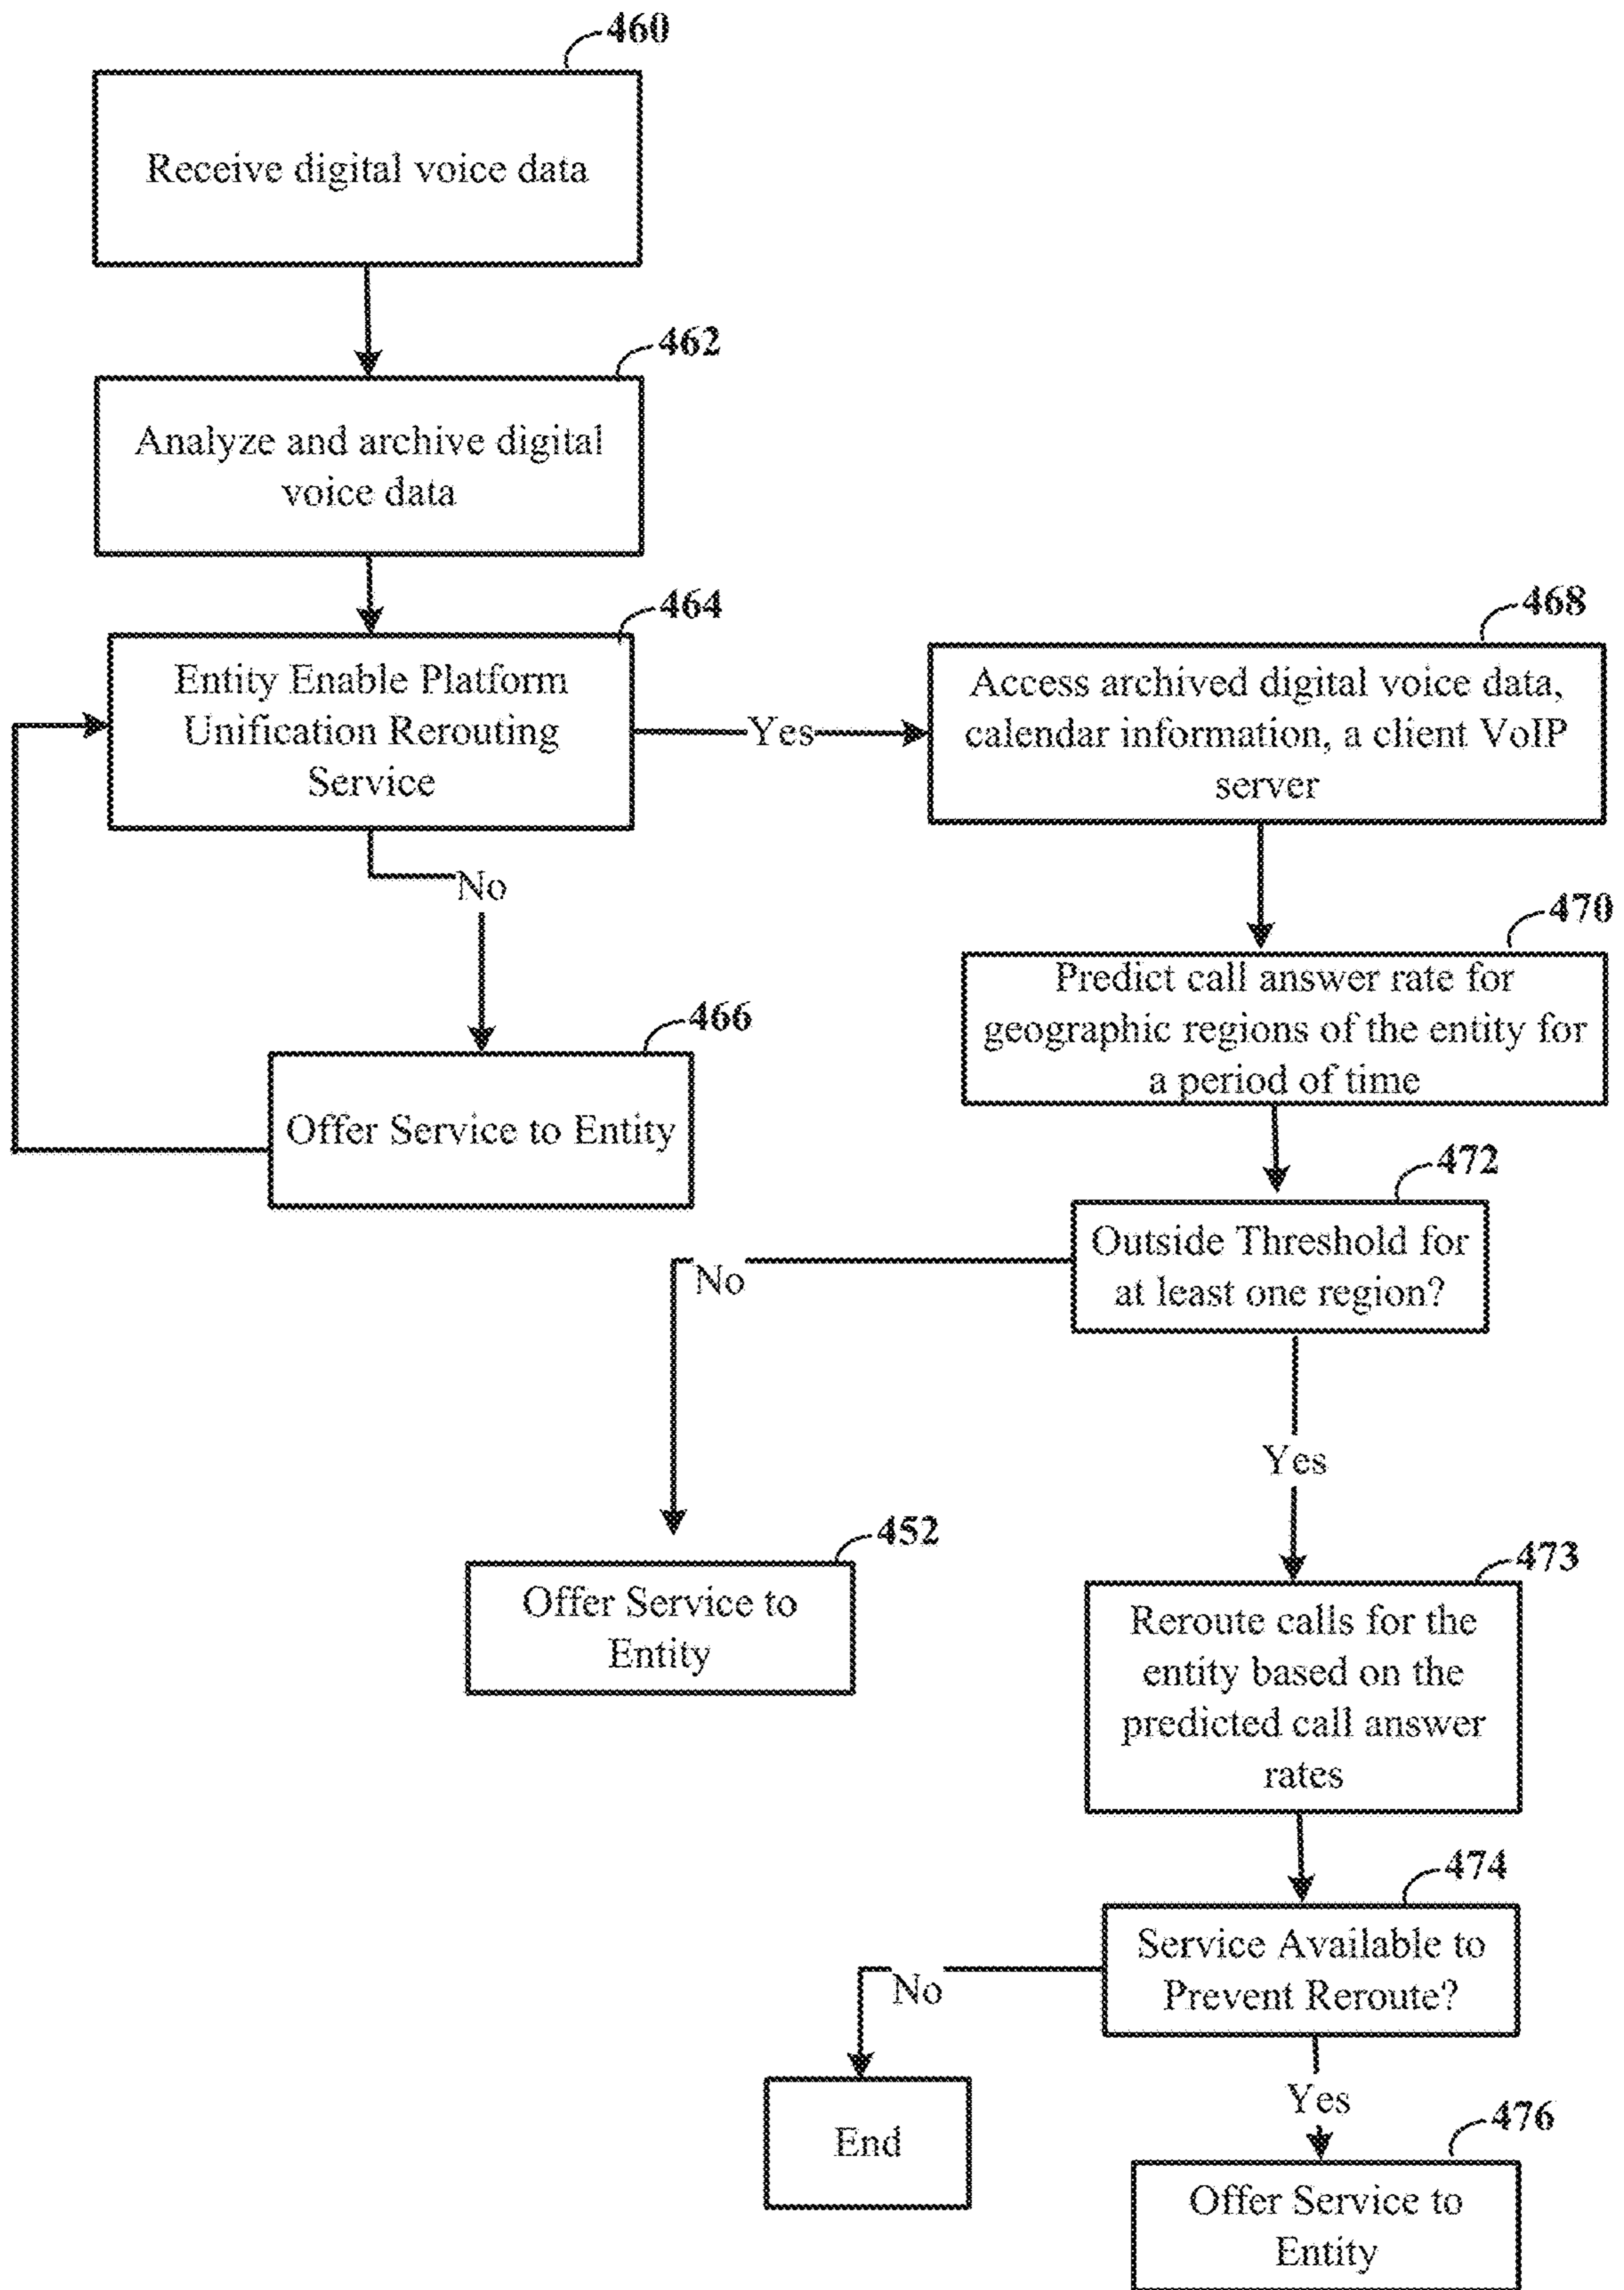 460
Receive digital voice data
462
Analyze and archive digital
voice data
464
Entity Enable Platform
Unification Rerouting
Service
Yes
468
Access archived digital voice data,
calendar information, a client VoIP
server
No
470
Predict call answer rate for
geographic regions of the entity for
a period of time
466
Offer Service to Entity
472
Outside Threshold for
at least one region?
No
Yes
452
Offer Service to
Entity
473
Reroute calls for the
entity based on the
predicted call answer
rates
474
Service Available to
Prevent Reroute?
No
End
Yes
476
Offer Service to
Entity